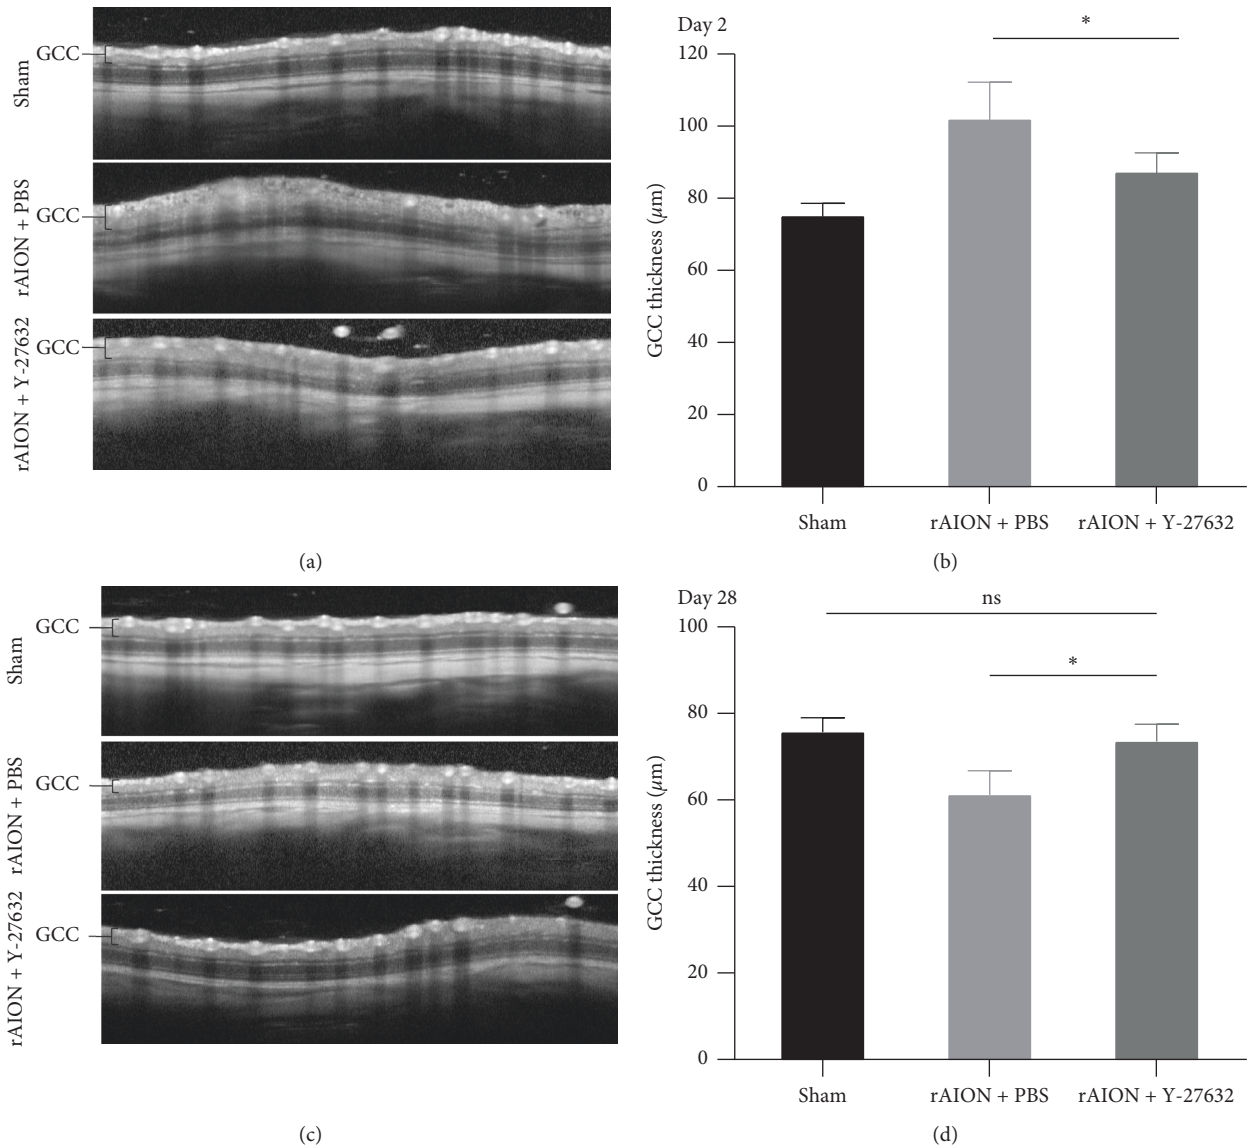 Sham
GCC
rAION + PBS
GCC
rAION + Y-27632
GCC
(a)
Day 2
*
120
100
80
60
40
20
0
GCC thickness (μm)
Sham rAION + PBS rAION + Y-27632
(b)
Sham
GCC
rAION + PBS
GCC
rAION + Y-27632
GCC
(c)
Day 28
ns
*
100
80
60
40
20
0
GCC thickness (μm)
Sham rAION + PBS rAION + Y-27632
(d)